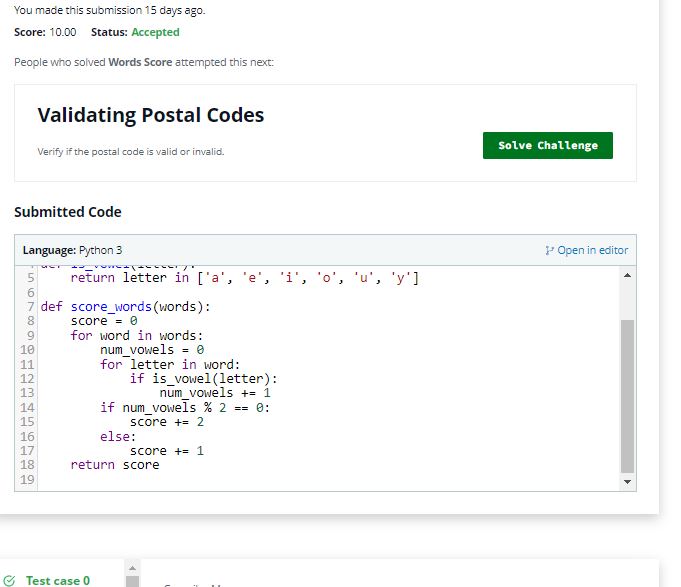 You made this submission 15 days ago.
Score: 10.00 Status: Accepted
People who solved Words Score attempted this next:
Validating Postal Codes
Verify if the postal code is valid or invalid.
Solve Challenge
Submitted Code
Language: Python 3
Open in editor
5 return letter in ['a', 'e', 'i', 'o', 'u', 'y']
6
7 def score_words(words):
8 score = 0
9 for word in words:
10 num_vowels = 0
11 for letter in word:
12 if is_vowel(letter):
13 num_vowels += 1
14 if num_vowels % 2 == 0:
15 score += 2
16 else:
17 score += 1
18 return score
19
Test case 0